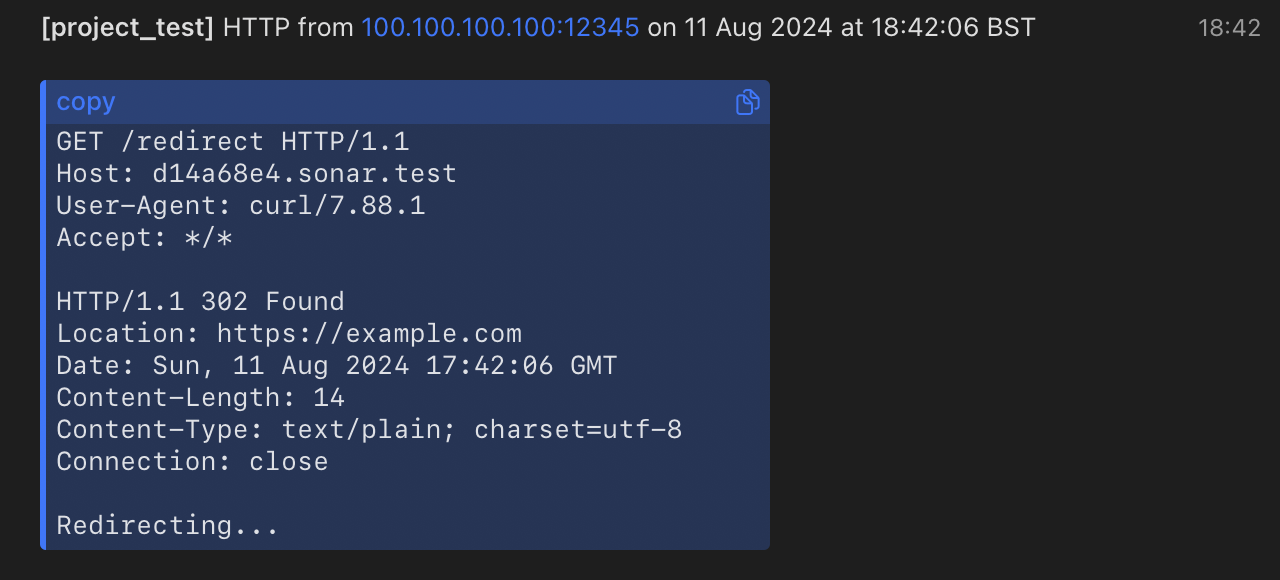 [project_test] HTTP from 100.100.100.100:12345 on 11 Aug 2024 at 18:42:06 BST 18:42
copy
GET /redirect HTTP/1.1
Host: d14a68e4.sonar.test
User-Agent: curl/7.88.1
Accept: */*
HTTP/1.1 302 Found
Location: https://example.com
Date: Sun, 11 Aug 2024 17:42:06 GMT
Content-Length: 14
Content-Type: text/plain; charset=utf-8
Connection: close
Redirecting...